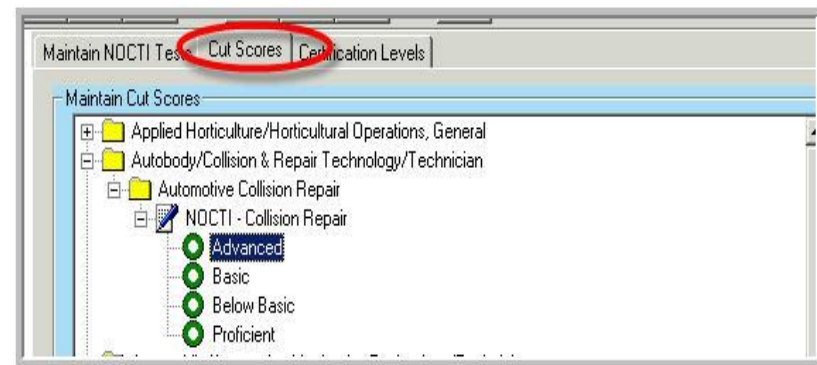 Maintain NOCTI Tests Cut Scores Certification Levels
Maintain Cut Scores
Applied Horticulture/Horticultural Operations, General
Autobody/Collision & Repair Technology/Technician
Automotive Collision Repair
NOCTI - Collision Repair
Advanced
Basic
Below Basic
Proficient